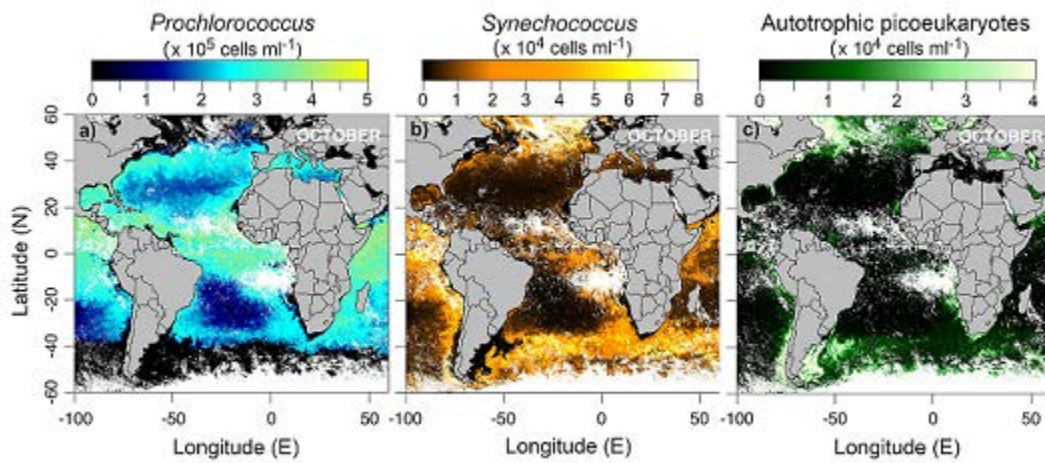 Prochlorococcus
(x 10⁵ cells ml⁻¹)
0 1 2 3 4 5
Synechococcus
(x 10⁴ cells ml⁻¹)
0 1 2 3 4 5 6 7 8
Autotrophic picoeukaryotes
(x 10⁴ cells ml⁻¹)
0 1 2 3 4
a) OCTOBER
b) OCTOBER
c) OCTOBER
Latitude (N)
60
40
20
0
-20
-40
-60
-100 -50 0 50
-100 -50 0 50
-100 -50 0 50
Longitude (E)
Longitude (E)
Longitude (E)